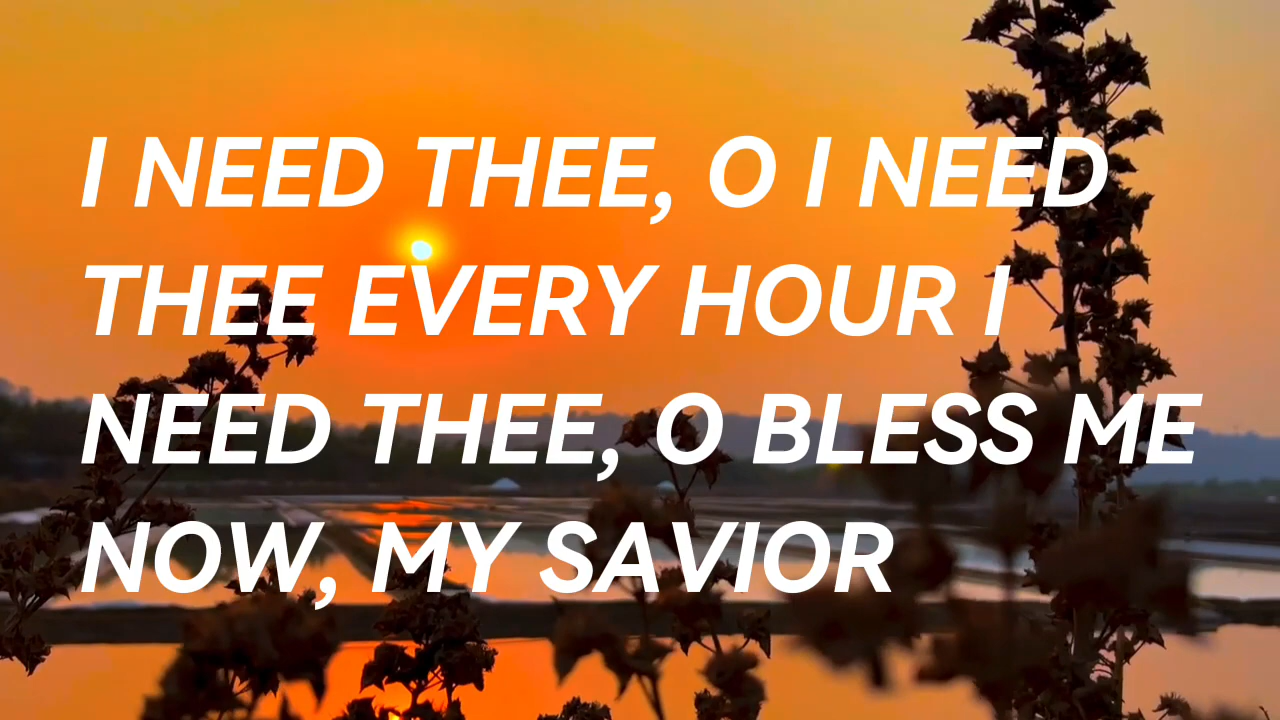 I NEED THEE, O I NEED
THEE EVERY HOUR I
NEED THEE, O BLESS ME
NOW, MY SAVIOR